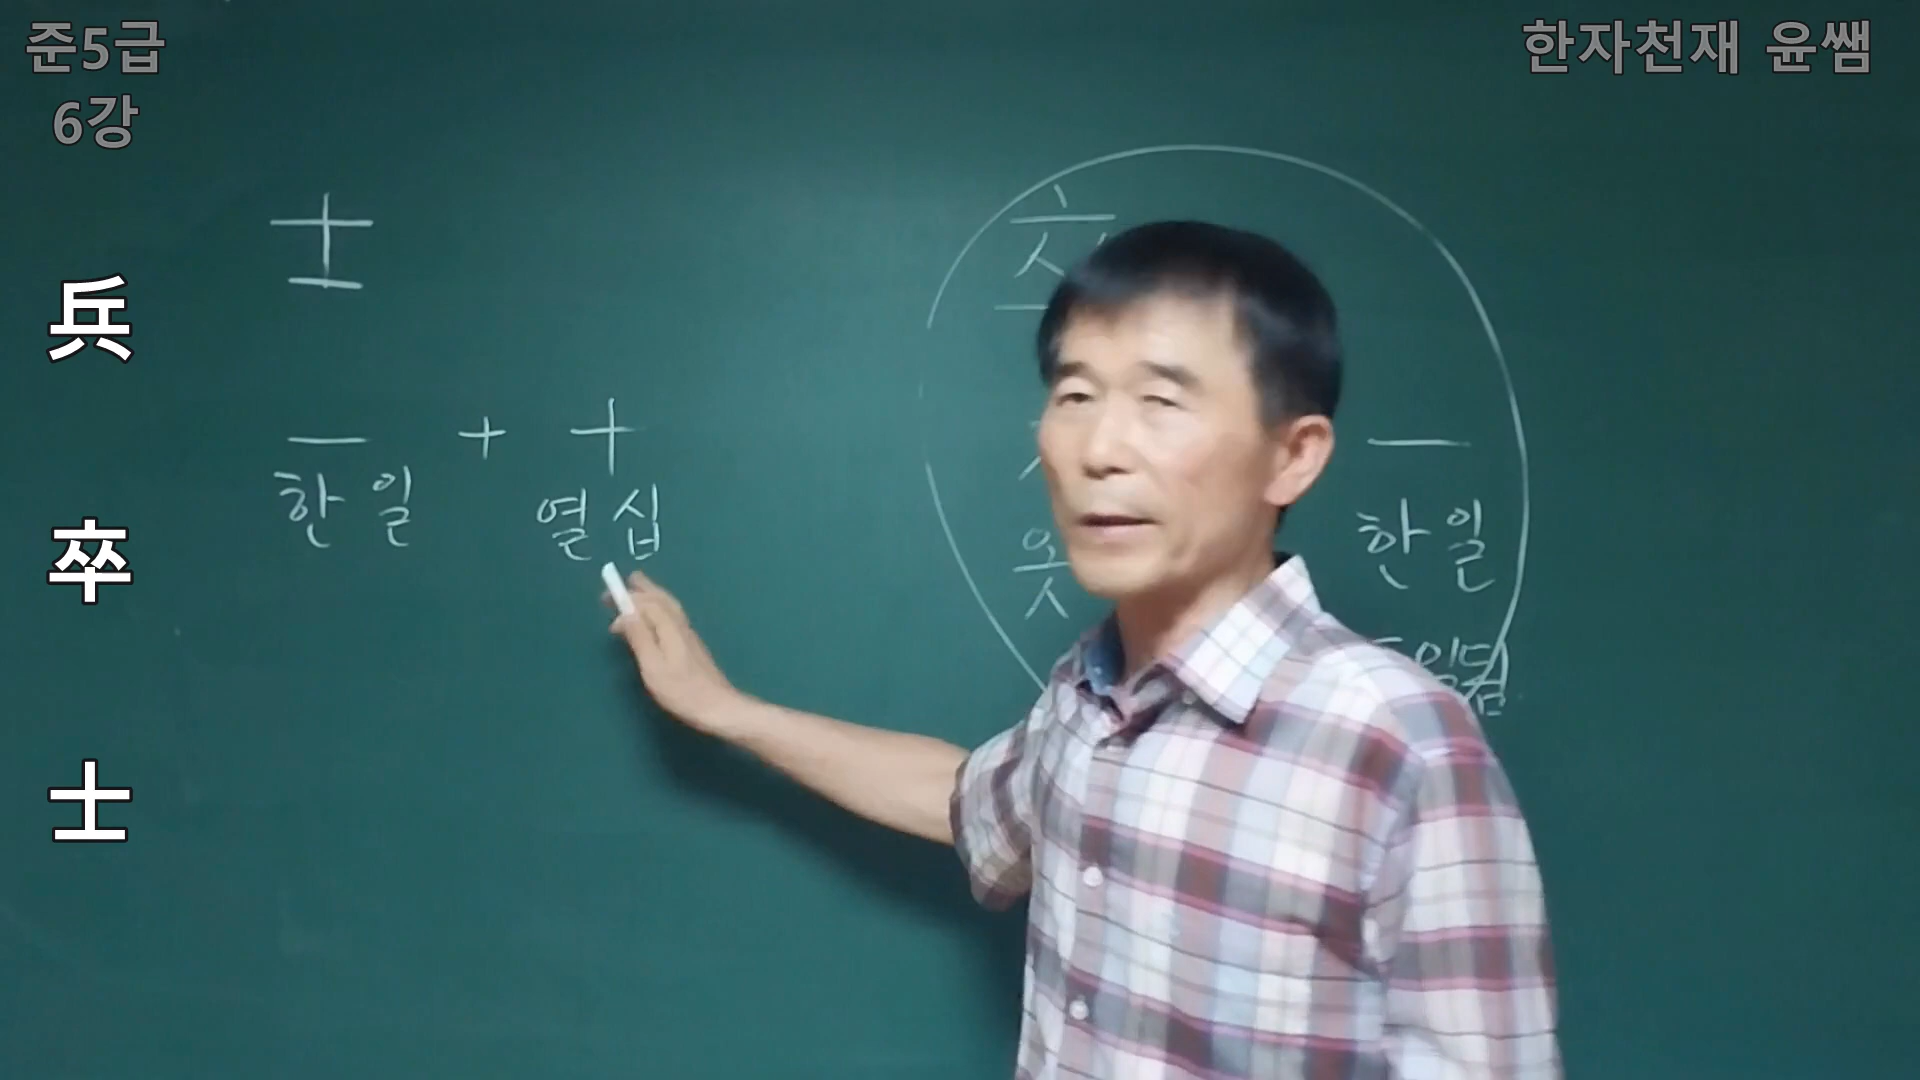 준5급
6강
한자천재 윤쌤
兵
卒
士
士
一 + 十
한 일 열 십
一
옷 한 일